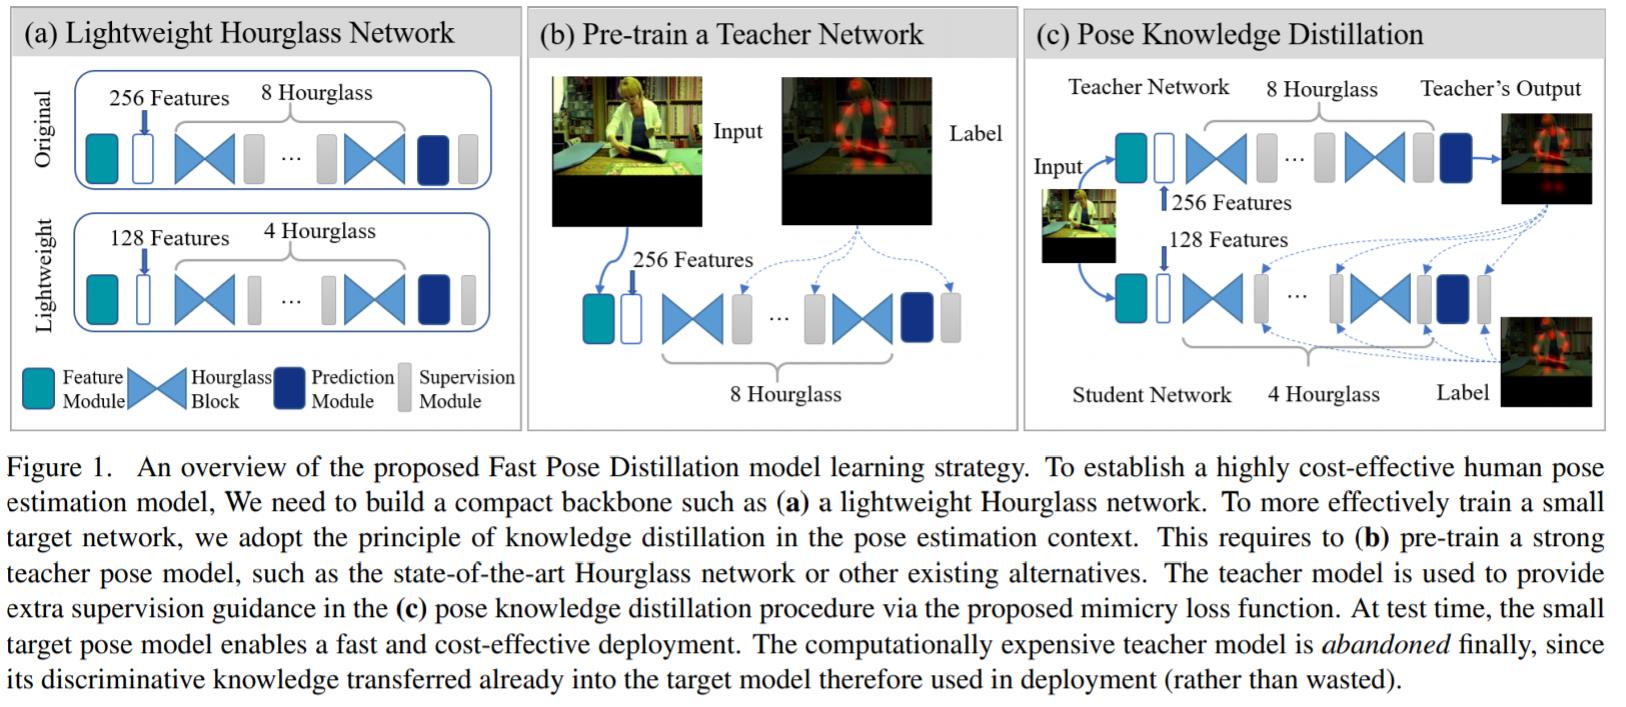 (a) Lightweight Hourglass Network
Original
256 Features
8 Hourglass
...
Lightweight
128 Features
4 Hourglass
...
Feature
Module
Hourglass
Block
Prediction
Module
Supervision
Module
(b) Pre-train a Teacher Network
Input
Label
256 Features
...
8 Hourglass
(c) Pose Knowledge Distillation
Teacher Network
8 Hourglass
Teacher's Output
Input
...
256 Features
128 Features
...
Student Network
4 Hourglass
Label
Figure 1. An overview of the proposed Fast Pose Distillation model learning strategy. To establish a highly cost-effective human pose
estimation model, We need to build a compact backbone such as (a) a lightweight Hourglass network. To more effectively train a small
target network, we adopt the principle of knowledge distillation in the pose estimation context. This requires to (b) pre-train a strong
teacher pose model, such as the state-of-the-art Hourglass network or other existing alternatives. The teacher model is used to provide
extra supervision guidance in the (c) pose knowledge distillation procedure via the proposed mimicry loss function. At test time, the small
target pose model enables a fast and cost-effective deployment. The computationally expensive teacher model is abandoned finally, since
its discriminative knowledge transferred already into the target model therefore used in deployment (rather than wasted).